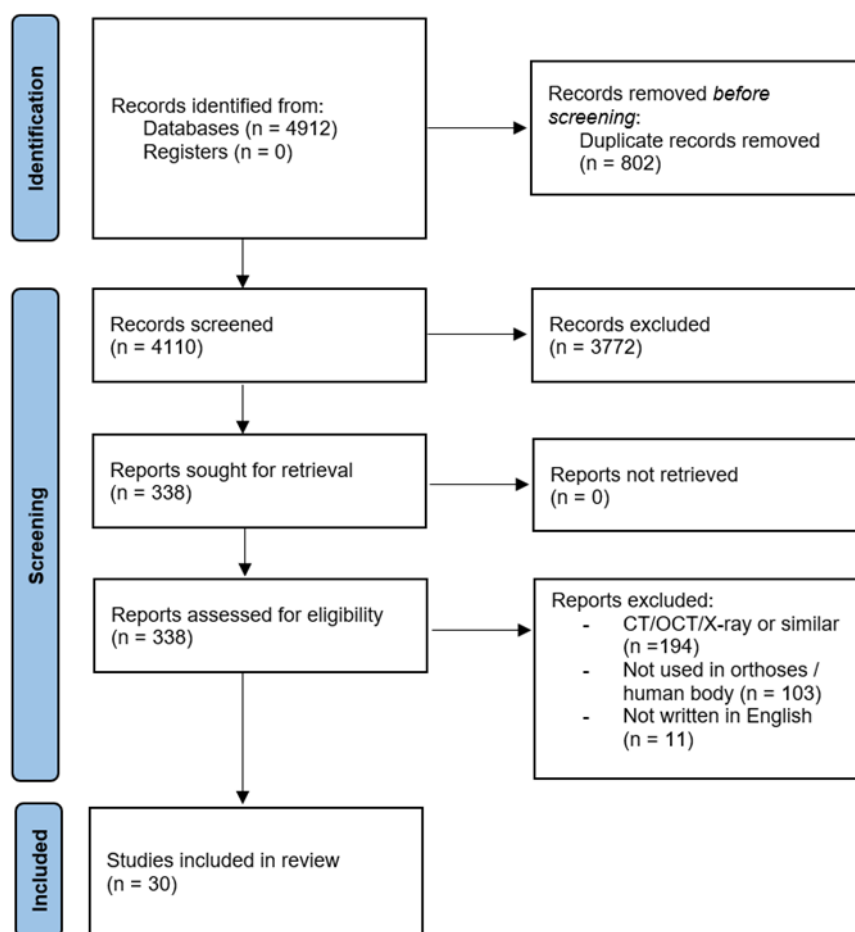 Identification
Records identified from:
Databases (n = 4912)
Registers (n = 0)
Records removed before
screening:
Duplicate records removed
(n = 802)
Screening
Records screened
(n = 4110)
Records excluded
(n = 3772)
Reports sought for retrieval
(n = 338)
Reports not retrieved
(n = 0)
Reports assessed for eligibility
(n = 338)
Reports excluded:
- CT/OCT/X-ray or similar
(n =194)
- Not used in orthoses /
human body (n = 103)
- Not written in English
(n = 11)
Included
Studies included in review
(n = 30)